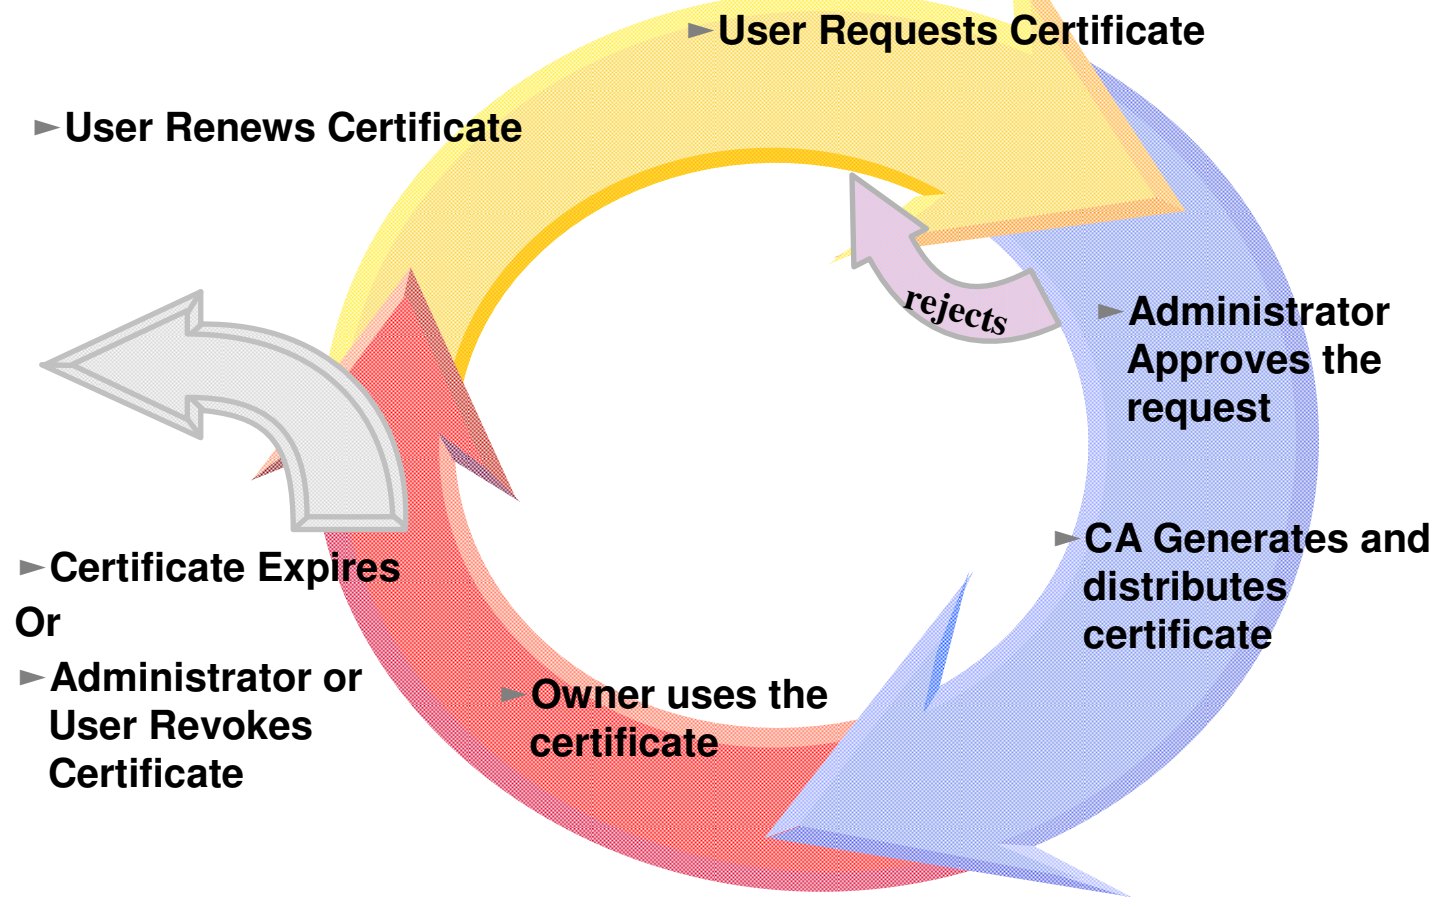 ►User Requests Certificate
►User Renews Certificate
rejects
►Administrator
Approves the
request
►CA Generates and
distributes
certificate
►Certificate Expires
Or
►Administrator or
User Revokes
Certificate
►Owner uses the
certificate